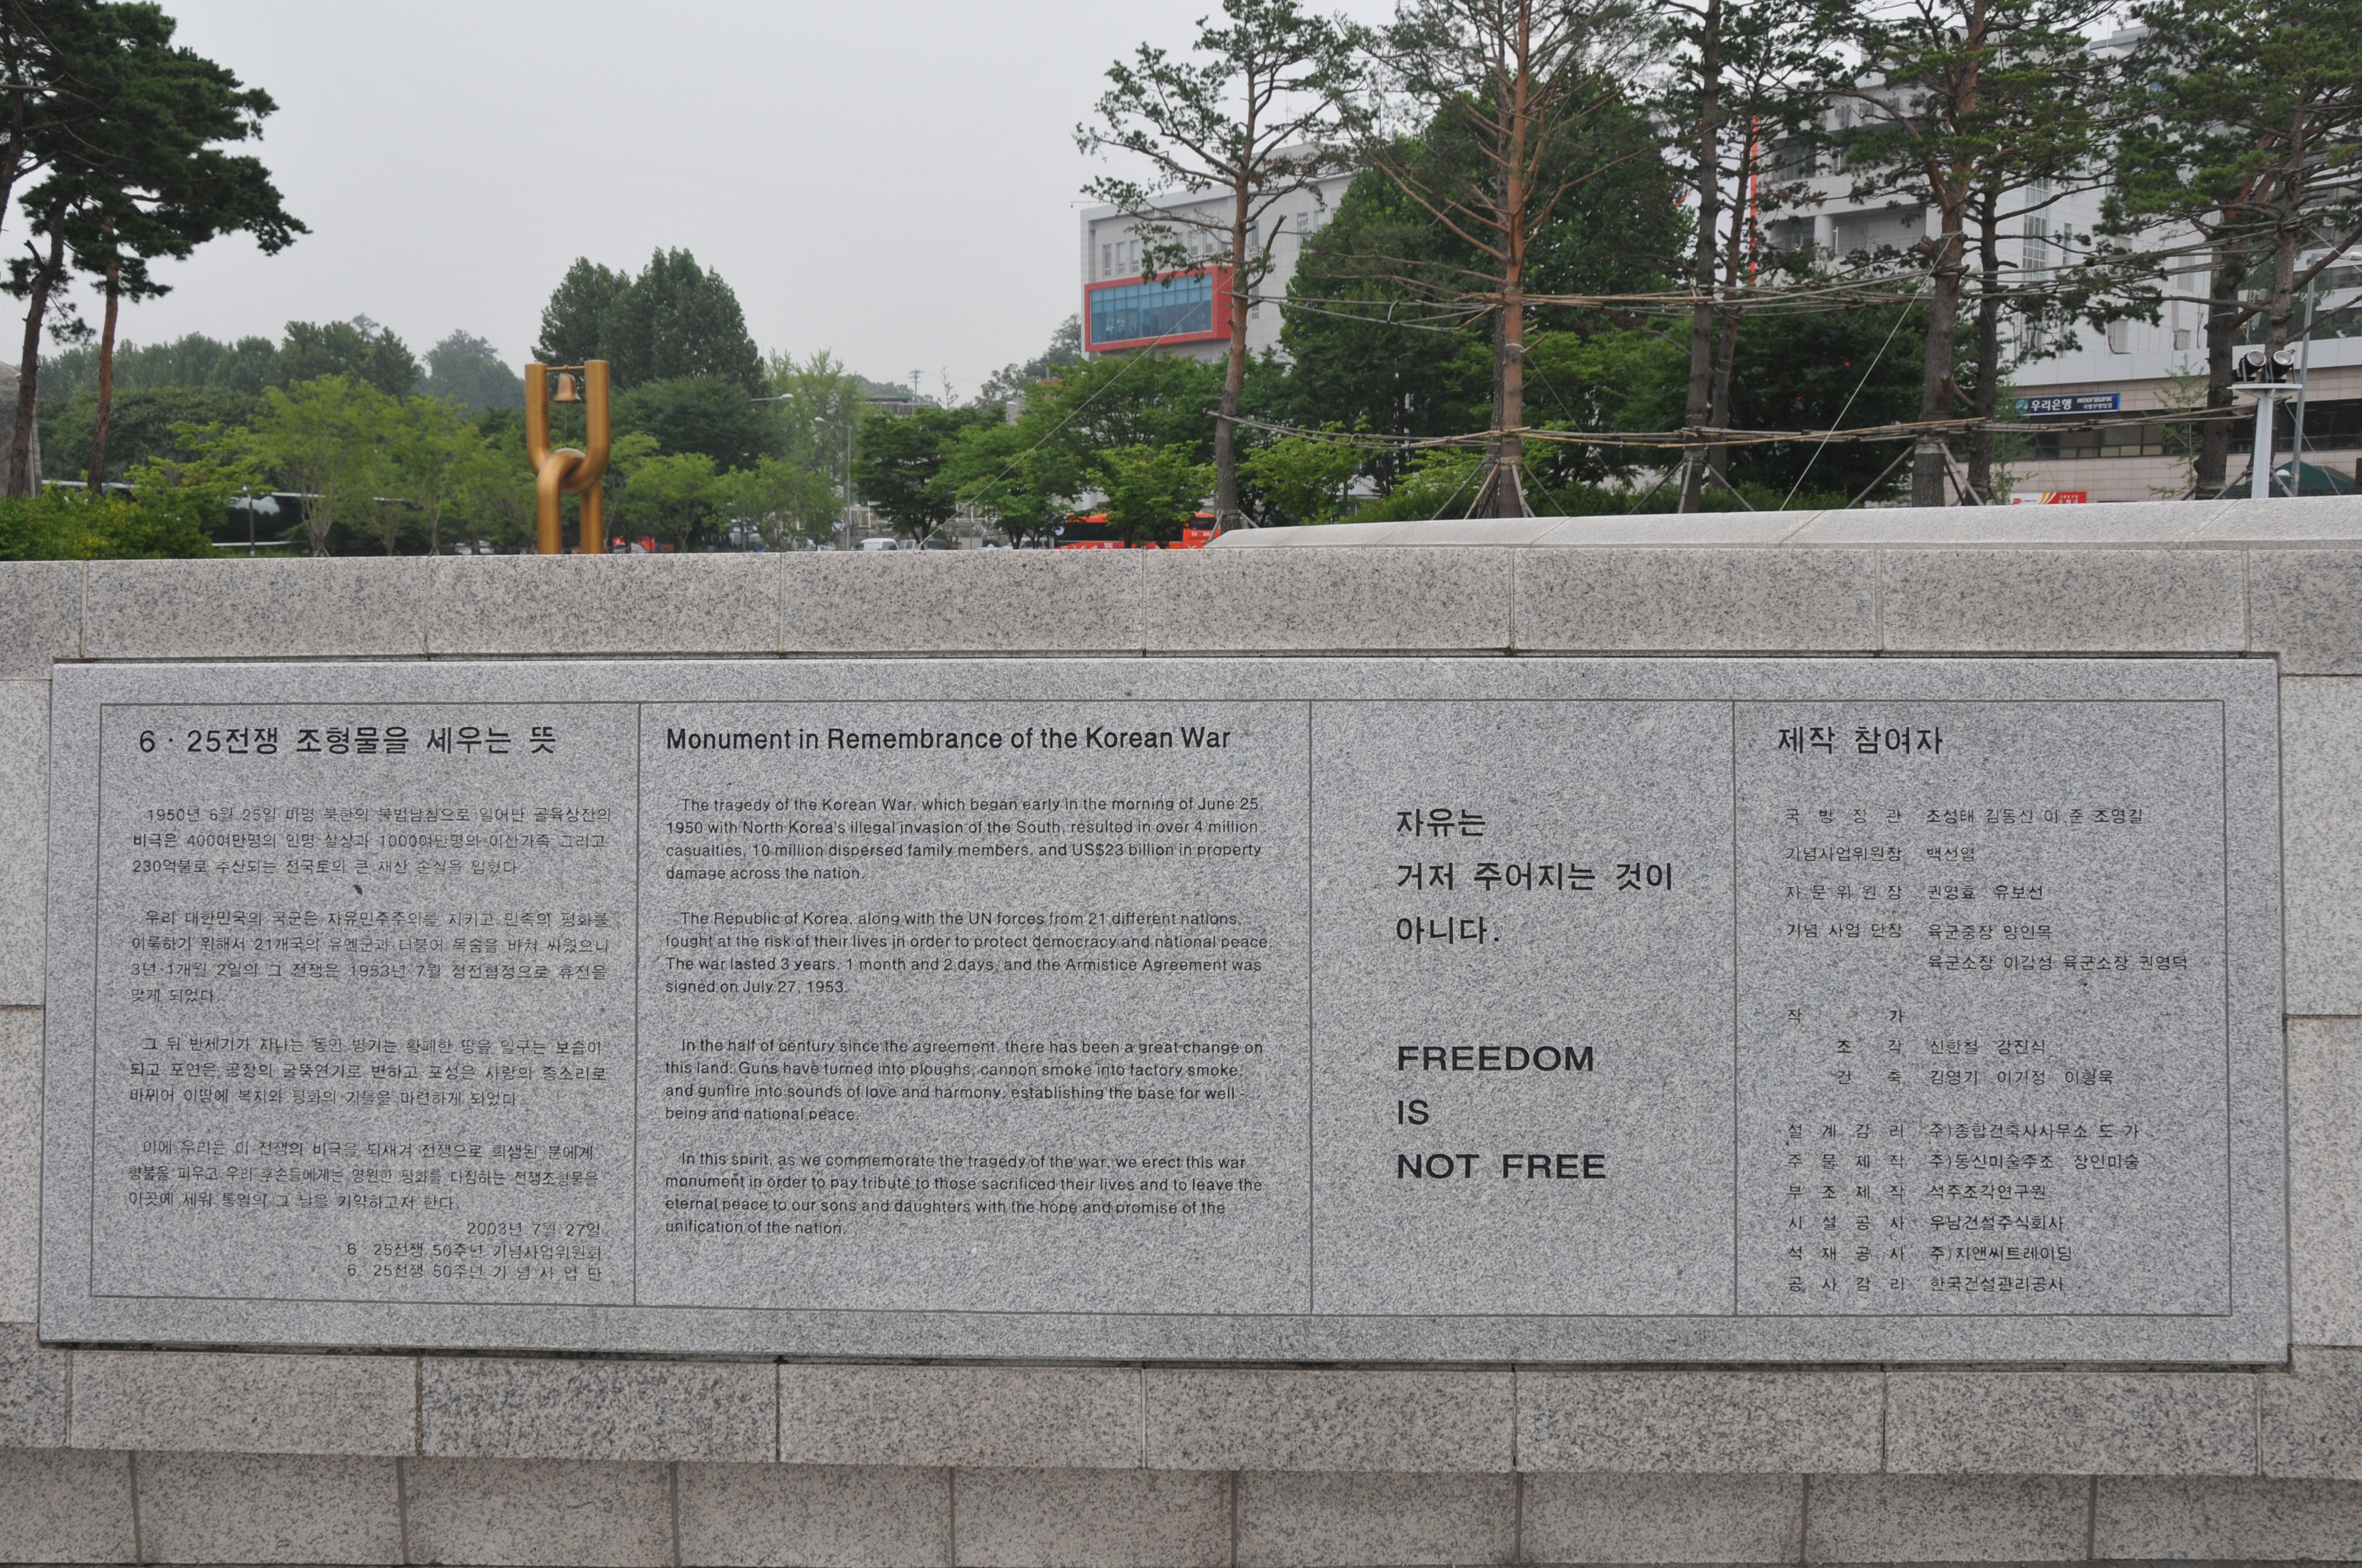 우리은행 WOORI BANK
6·25전쟁 조형물을 세우는 뜻
1950년 6월 25일 미명 북한의 불법남침으로 일어난 골육상잔의
비극은 400여만명의 인명 살상과 1000여만명의 이산가족 그리고
230억불로 추산되는 전국토의 큰 재산 손실을 입혔다.
우리 대한민국의 국군은 자유민주주의를 지키고 민족의 평화를
이룩하기 위해서 21개국의 유엔군과 더불어 목숨을 바쳐 싸웠으니
3년·1개월 2일의 그 전쟁은 1953년 7월 정전협정으로 휴전을
맞게 되었다.
그 뒤 반세기가 지나는 동안 병기는 황폐한 땅을 일구는 보습이
되고 포연은 공장의 굴뚝연기로 변하고 포성은 사랑의 종소리로
바뀌어 이땅에 복지와 평화의 기틀을 마련하게 되었다.
이에 우리는 이 전쟁의 비극을 되새겨 전쟁으로 희생된 분에게
향불을 피우고 우리 후손들에게는 영원한 평화를 다짐하는 전쟁조형물을
이곳에 세워 통일의 그 날을 기약하고저 한다.
2003년 7월 27일
6 25전쟁 50주년 기념사업위원회
6 25전쟁 50주년 기 념 사 업 단
Monument in Remembrance of the Korean War
The tragedy of the Korean War, which began early in the morning of June 25,
1950 with North Korea's illegal invasion of the South, resulted in over 4 million
casualties, 10 million dispersed family members, and US$23 billion in property
damage across the nation.
The Republic of Korea, along with the UN forces from 21 different nations,
fought at the risk of their lives in order to protect democracy and national peace.
The war lasted 3 years, 1 month and 2 days, and the Armistice Agreement was
signed on July 27, 1953.
In the half of century since the agreement, there has been a great change on
this land. Guns have turned into ploughs, cannon smoke into factory smoke,
and gunfire into sounds of love and harmony, establishing the base for well -
being and national peace.
In this spirit, as we commemorate the tragedy of the war, we erect this war
monument in order to pay tribute to those sacrificed their lives and to leave the
eternal peace to our sons and daughters with the hope and promise of the
unification of the nation.
자유는
거저 주어지는 것이
아니다.
FREEDOM
IS
NOT FREE
제작 참여자
국 방 장 관 조성태 김동신 이 준 조영길
기념사업위원장 백선엽
자 문 위 원 장 권영효 유보선
기념 사업 단장 육군중장 양인목
육군소장 이갑성 육군소장 권영덕
작 가
조 각 신한철 강진식
건 축 김영기 이기정 이형욱
설 계 감 리 주)종합건축사사무소 도 가
주 물 제 작 주)동신미술주조 장인미술
부 조 제 작 석주조각연구원
시 설 공 사 우남건설주식회사
석 재 공 사 주)지앤씨트레이딩
공 사 감 리 한국건설관리공사